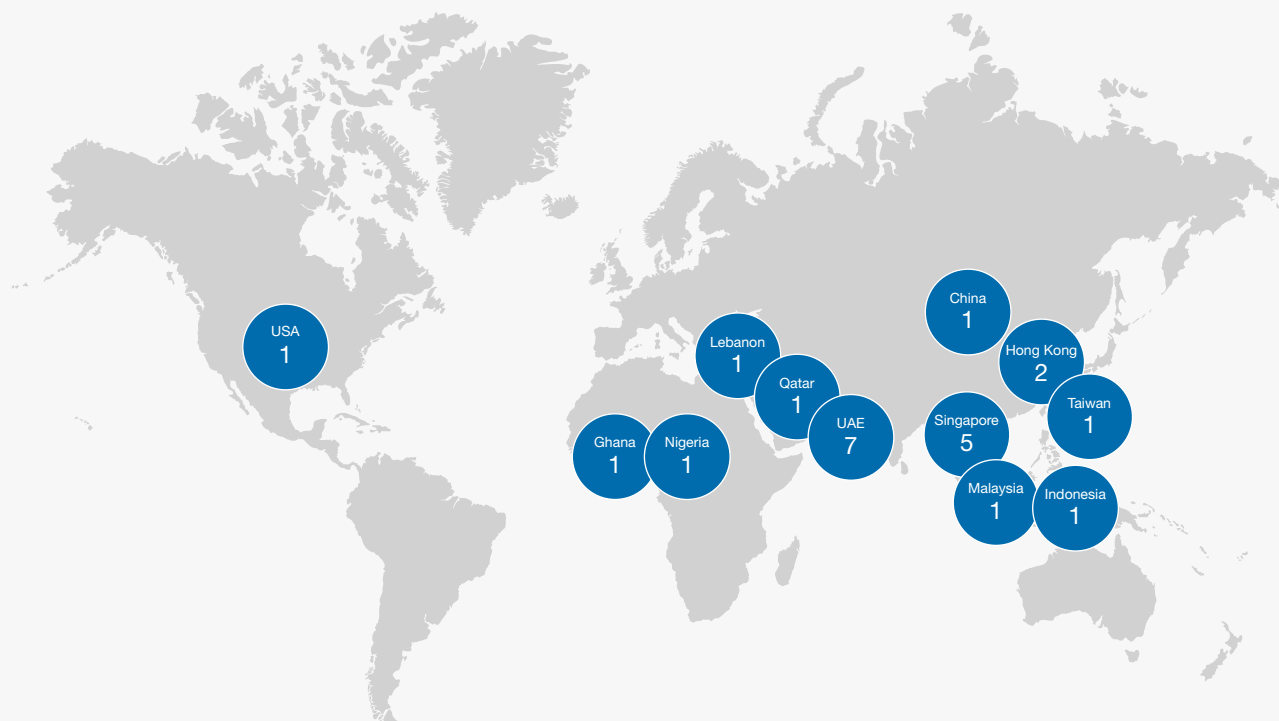 USA
1
Lebanon
1
Qatar
1
UAE
7
Ghana
1
Nigeria
1
China
1
Hong Kong
2
Taiwan
1
Singapore
5
Malaysia
1
Indonesia
1